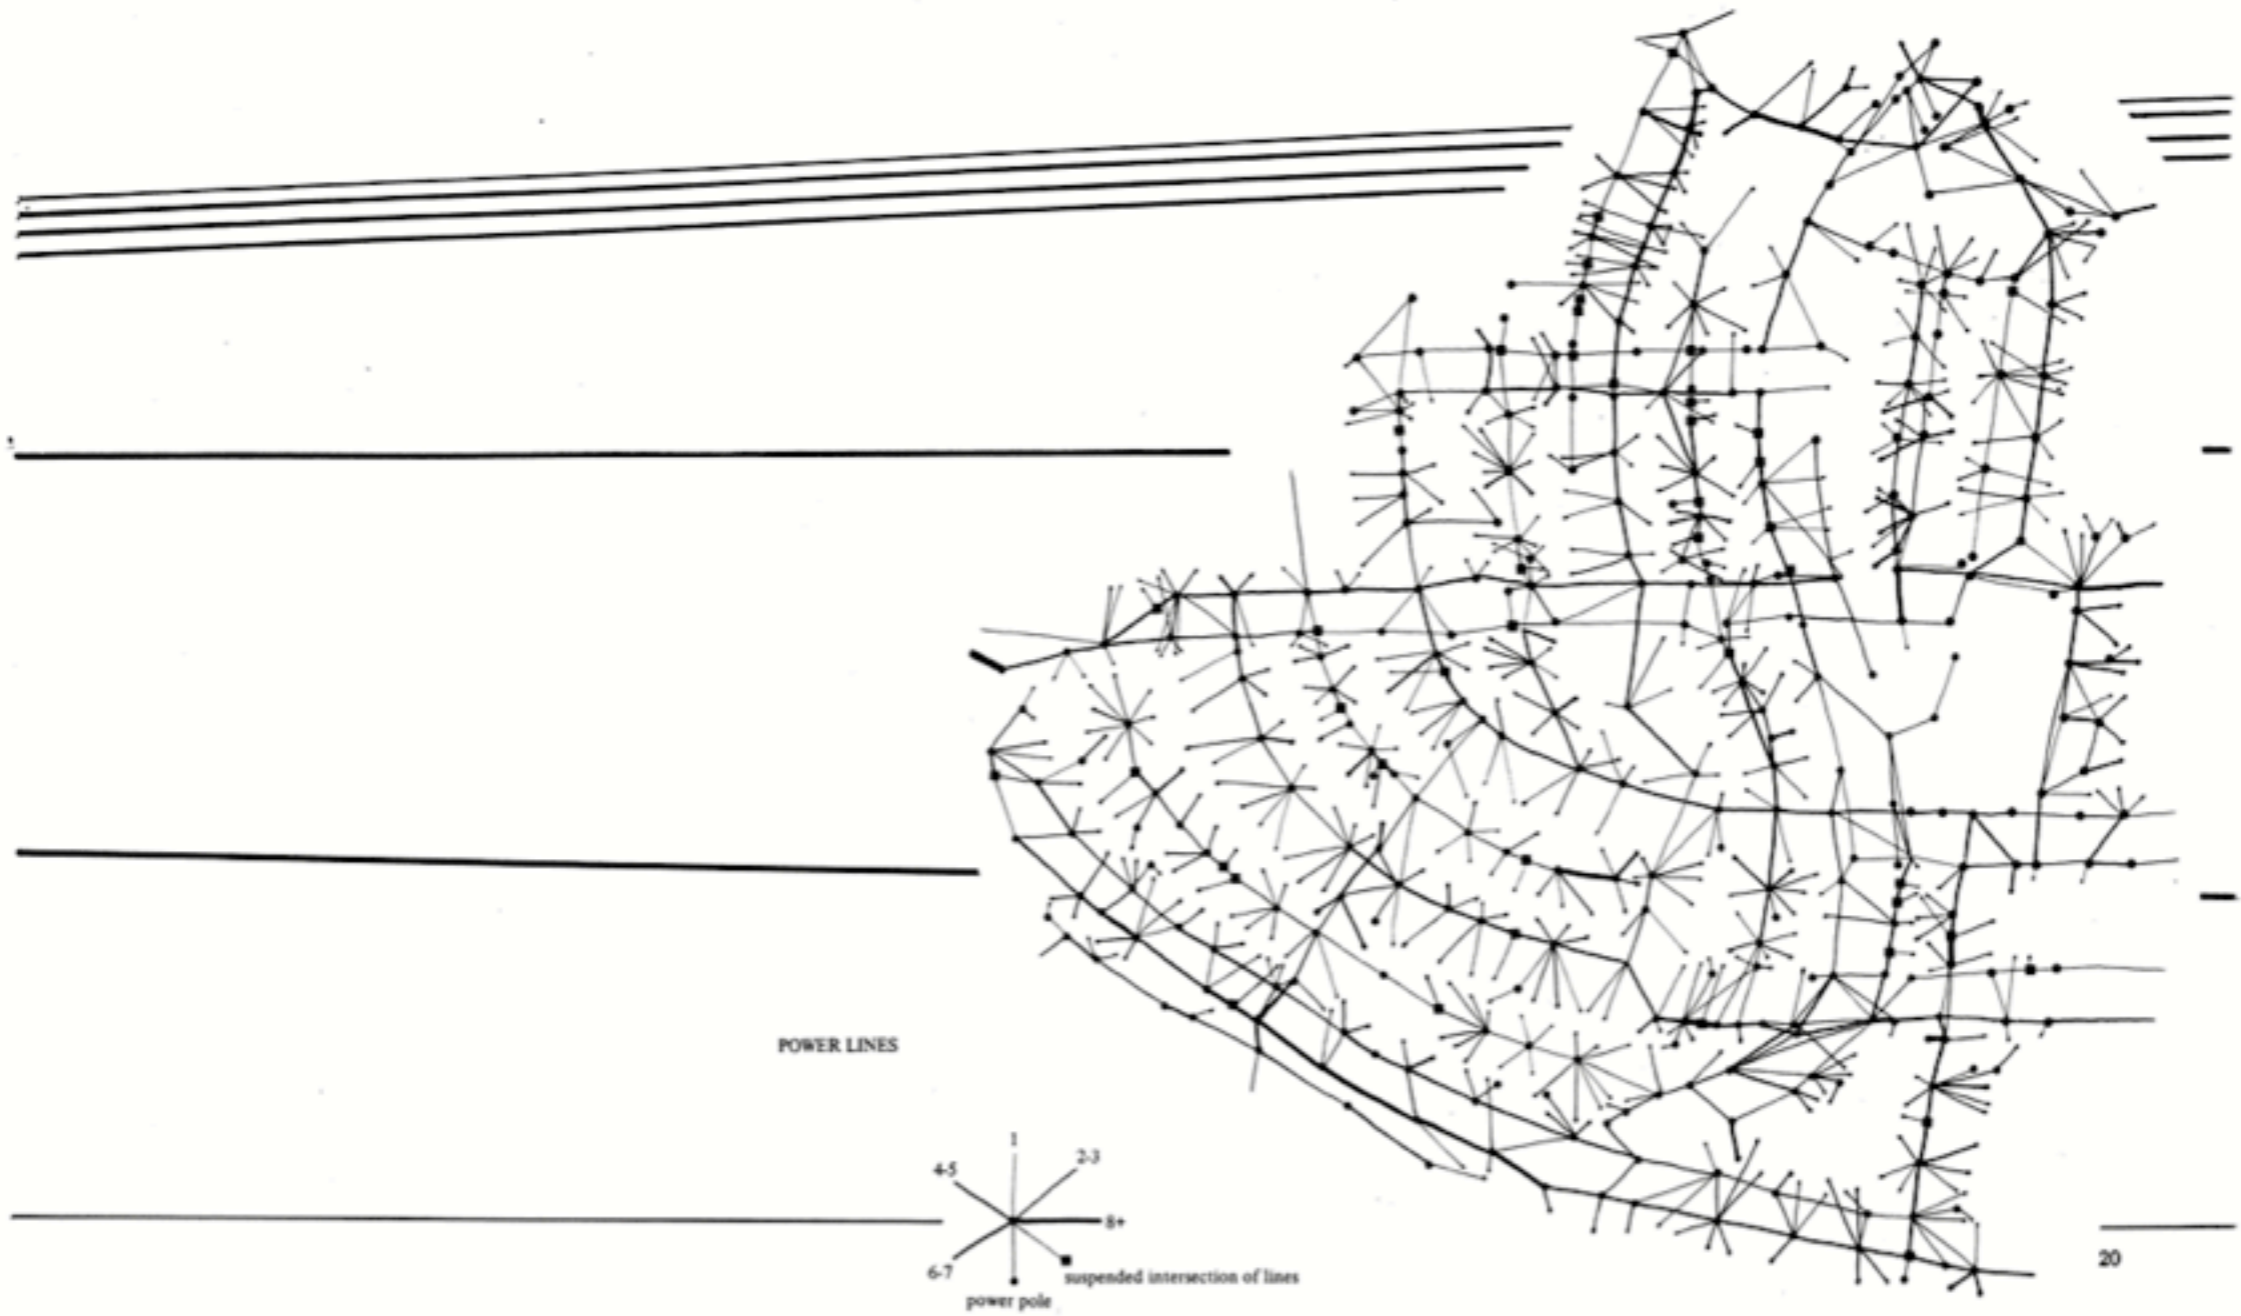 POWER LINES
1
4-5
2-3
8+
6-7
suspended intersection of lines
power pole
20